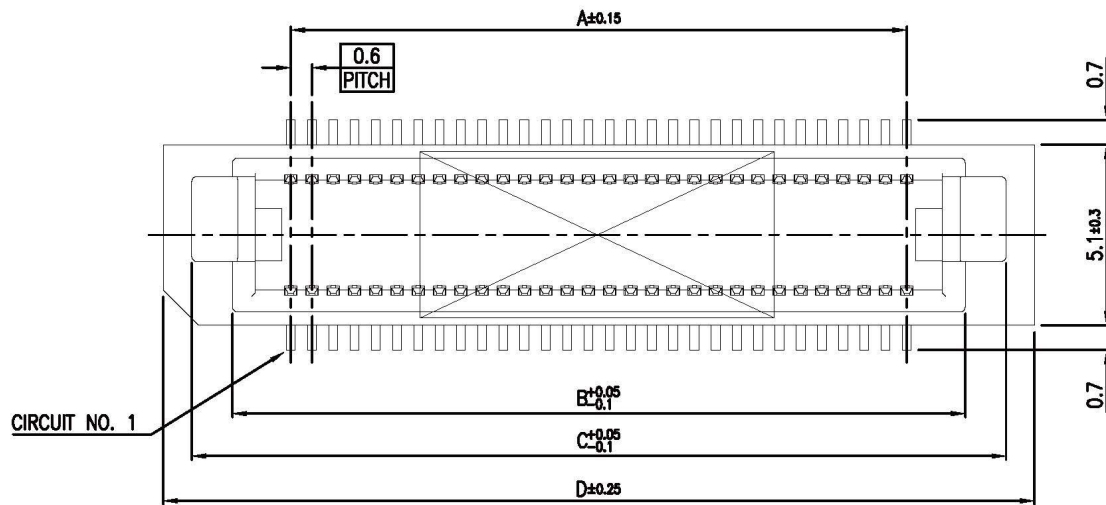 A±0.15
0.6
PITCH
0.7
5.1±0.3
0.7
CIRCUIT NO. 1
B+0.05
-0.1
C+0.05
-0.1
D±0.25